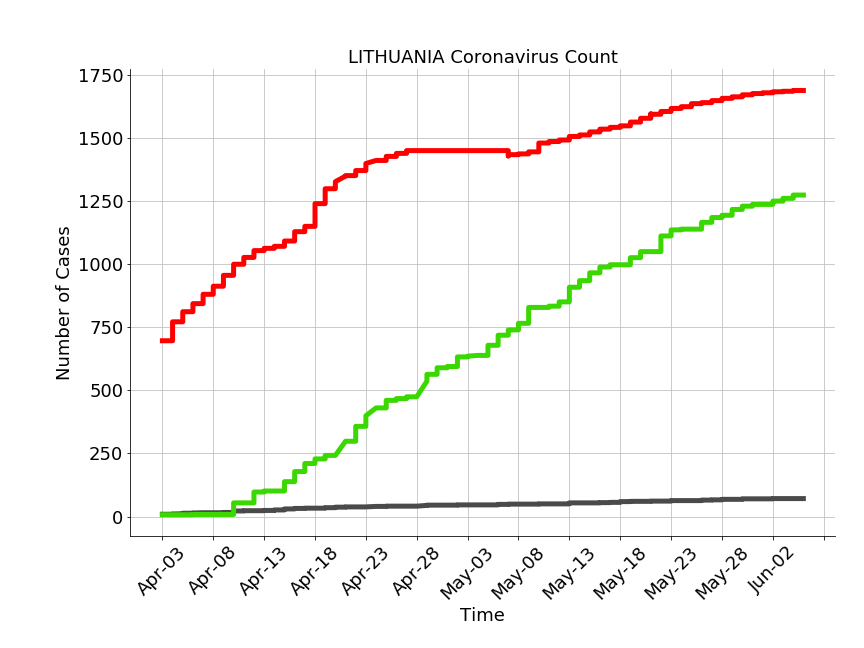 LITHUANIA Coronavirus Count
Number of Cases
1750
1500
1250
1000
750
500
250
0
Apr-03
Apr-08
Apr-13
Apr-18
Apr-23
Apr-28
May-03
May-08
May-13
May-18
May-23
May-28
Jun-02
Time